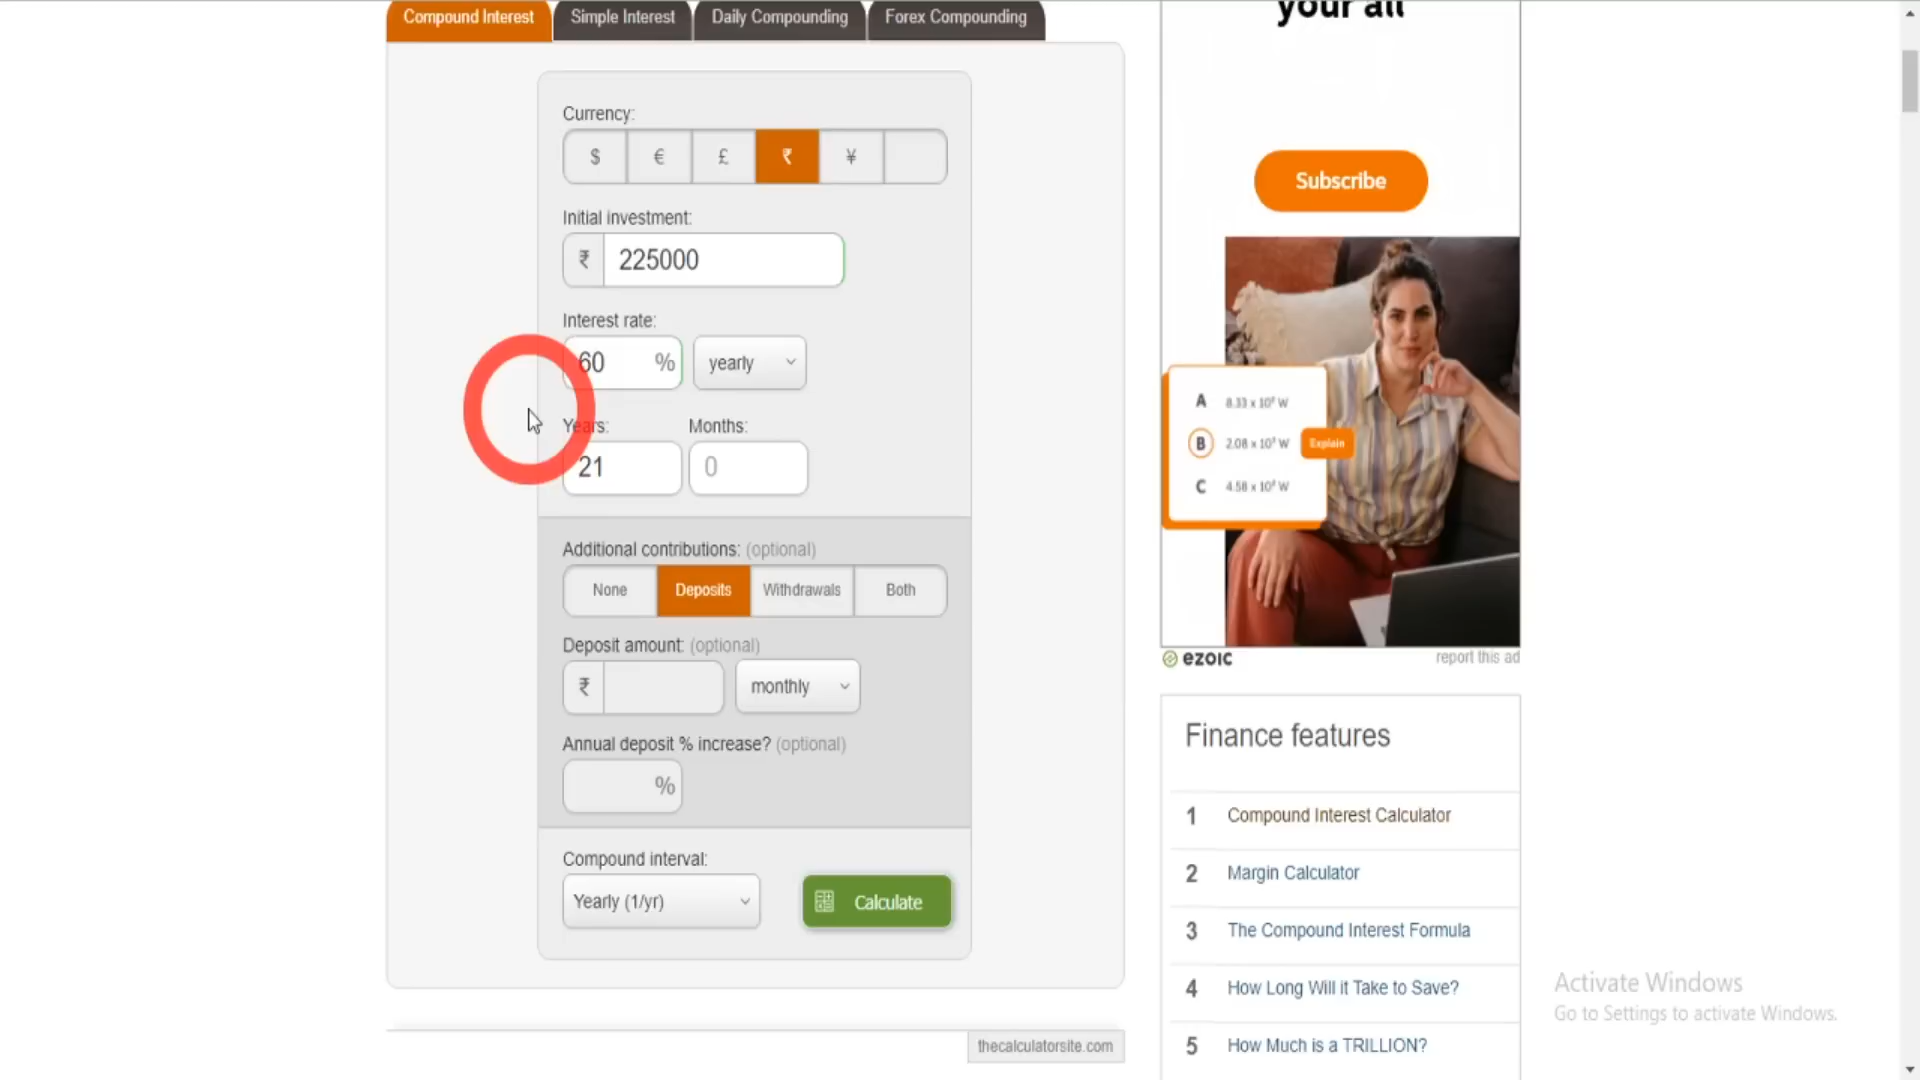 Compound Interest
Simple Interest
Daily Compounding
Forex Compounding
Currency:
$ € £ ₹ ¥
Initial investment:
₹ 225000
Interest rate:
60 % yearly
Years: Months:
21 0
Additional contributions: (optional)
None Deposits Withdrawals Both
Deposit amount: (optional)
₹ monthly
Annual deposit % increase? (optional)
%
Compound interval:
Yearly (1/yr) Calculate
thecalculatorsite.com
your all
Subscribe
A
B Explain
C
ezoic report this ad
Finance features
1 Compound Interest Calculator
2 Margin Calculator
3 The Compound Interest Formula
4 How Long Will it Take to Save?
5 How Much is a TRILLION?
Activate Windows
Go to Settings to activate Windows.